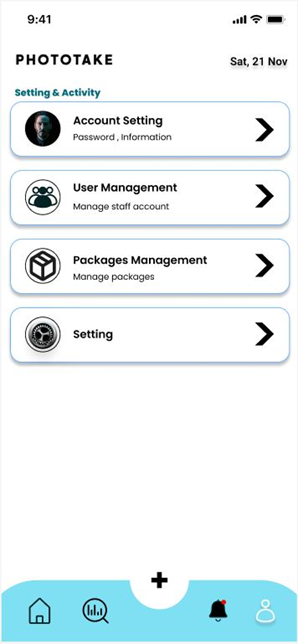 9:41
PHOTOTAKE
Sat, 21 Nov
Setting & Activity
Account Setting
Password , Information
User Management
Manage staff account
Packages Management
Manage packages
Setting